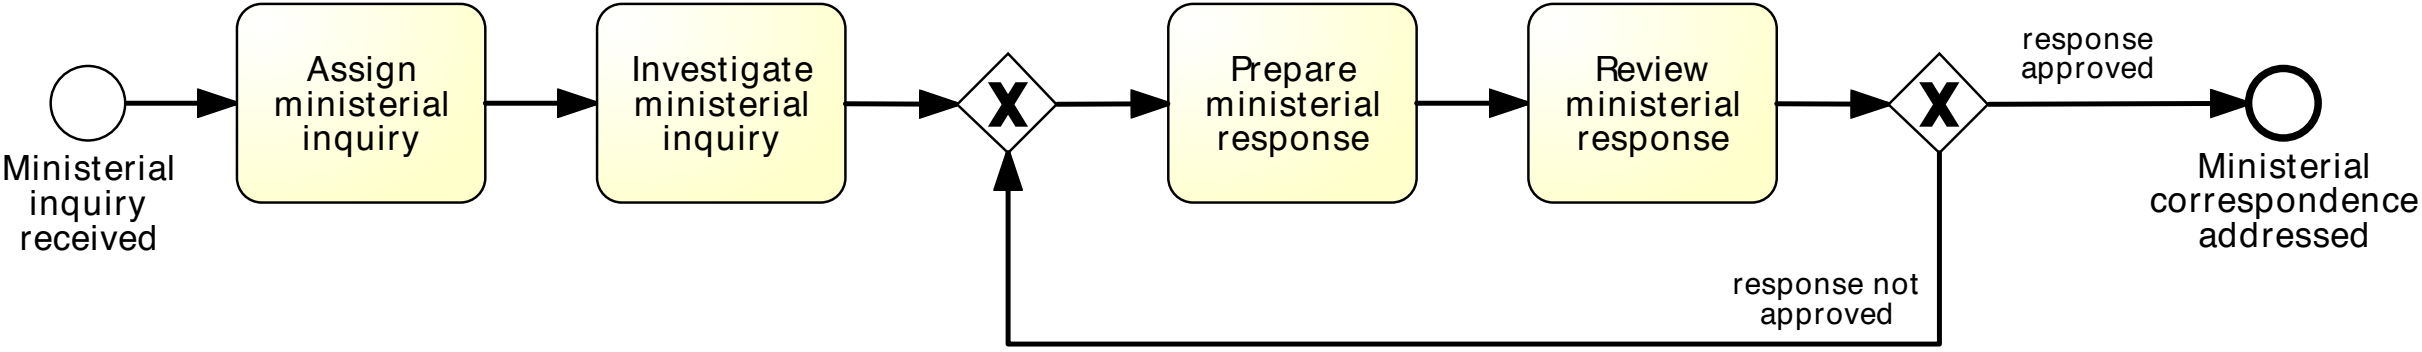 Ministerial
inquiry
received
Assign
ministerial
inquiry
Investigate
ministerial
inquiry
X
Prepare
ministerial
response
Review
ministerial
response
X
response
approved
response not
approved
Ministerial
correspondence
addressed